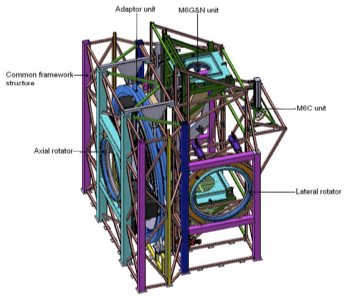 Adaptor unit
M6G&N unit
Common framework
structure
M6C unit
Axial rotator
Lateral rotator